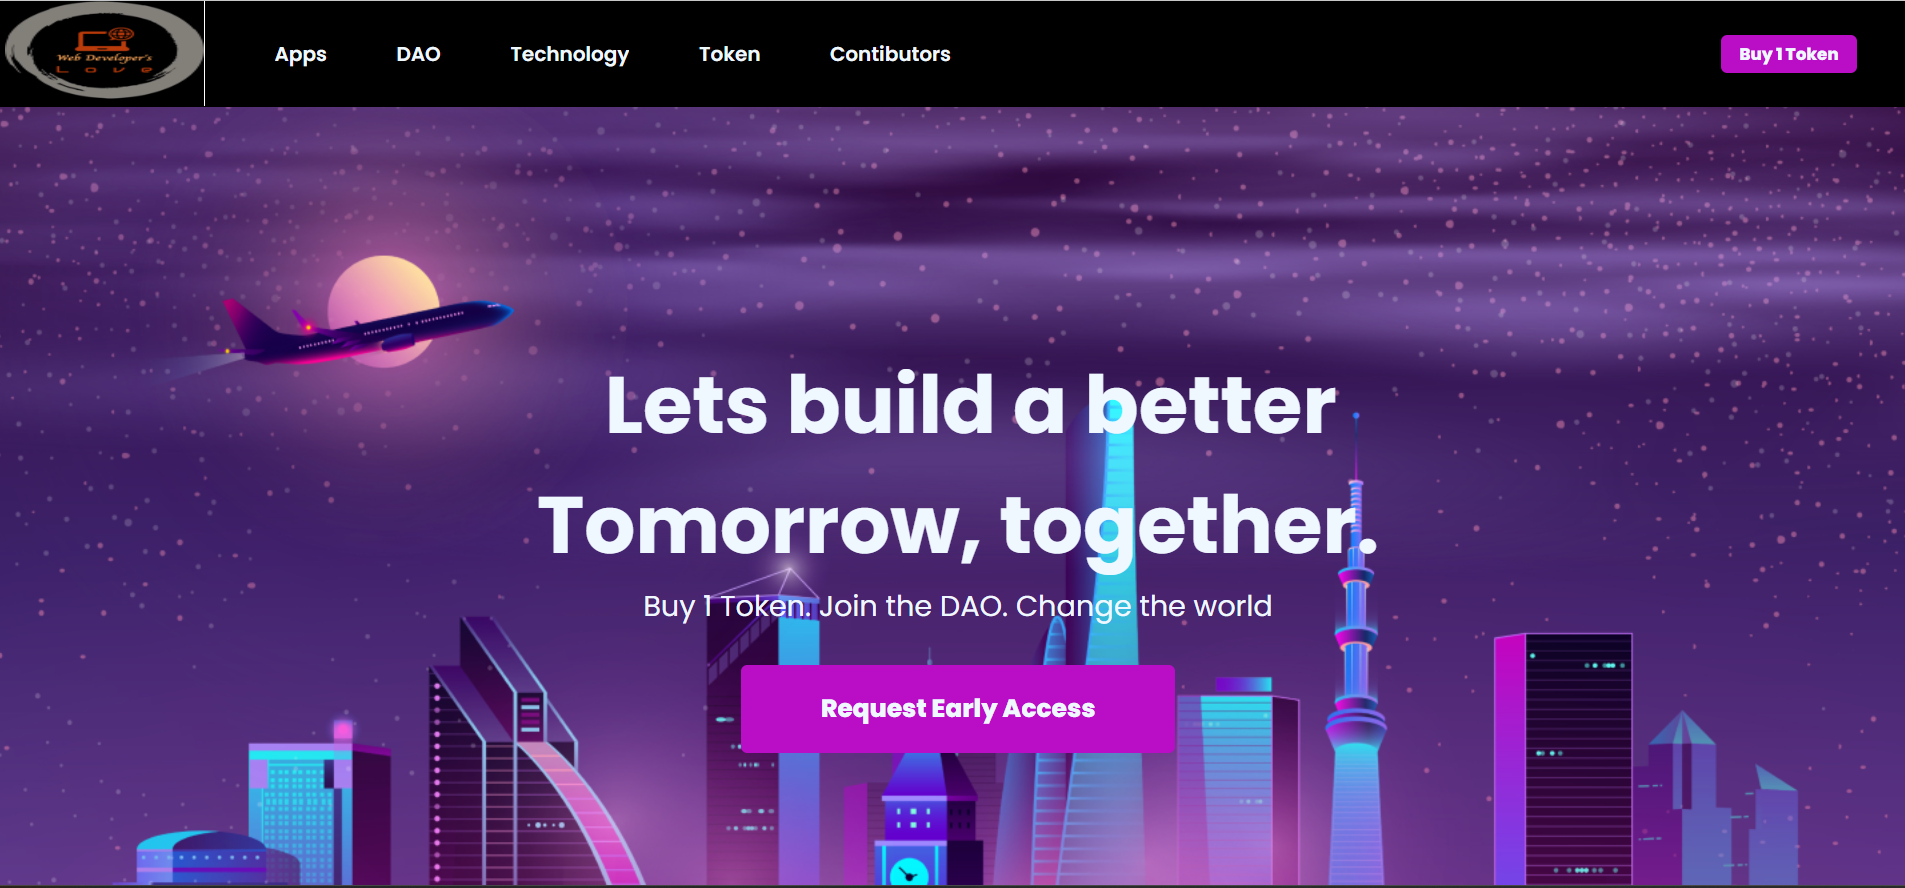 Web Developer's
Love
Apps
DAO
Technology
Token
Contibutors
Buy 1 Token
Lets build a better
Tomorrow, together.
Buy 1 Token. Join the DAO. Change the world
Request Early Access